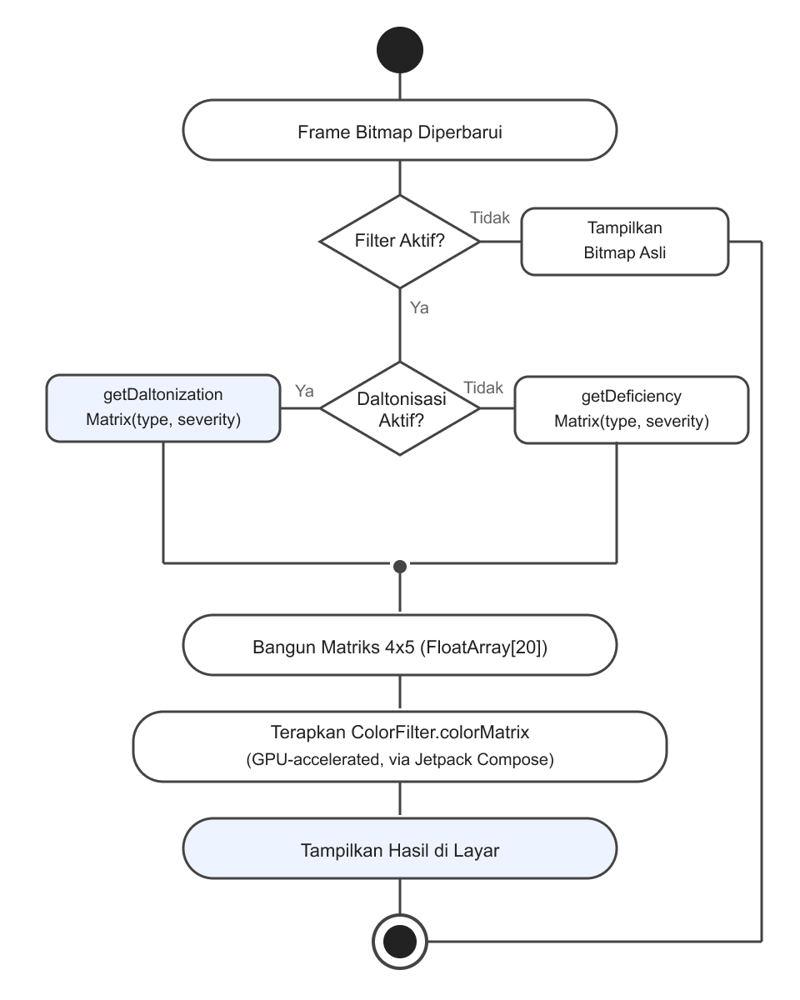 Frame Bitmap Diperbarui
Filter Aktif?
Tidak
Tampilkan
Bitmap Asli
Ya
getDaltonization
Matrix(type, severity)
Ya
Daltonisasi
Aktif?
Tidak
getDeficiency
Matrix(type, severity)
Bangun Matriks 4x5 (FloatArray[20])
Terapkan ColorFilter.colorMatrix
(GPU-accelerated, via Jetpack Compose)
Tampilkan Hasil di Layar